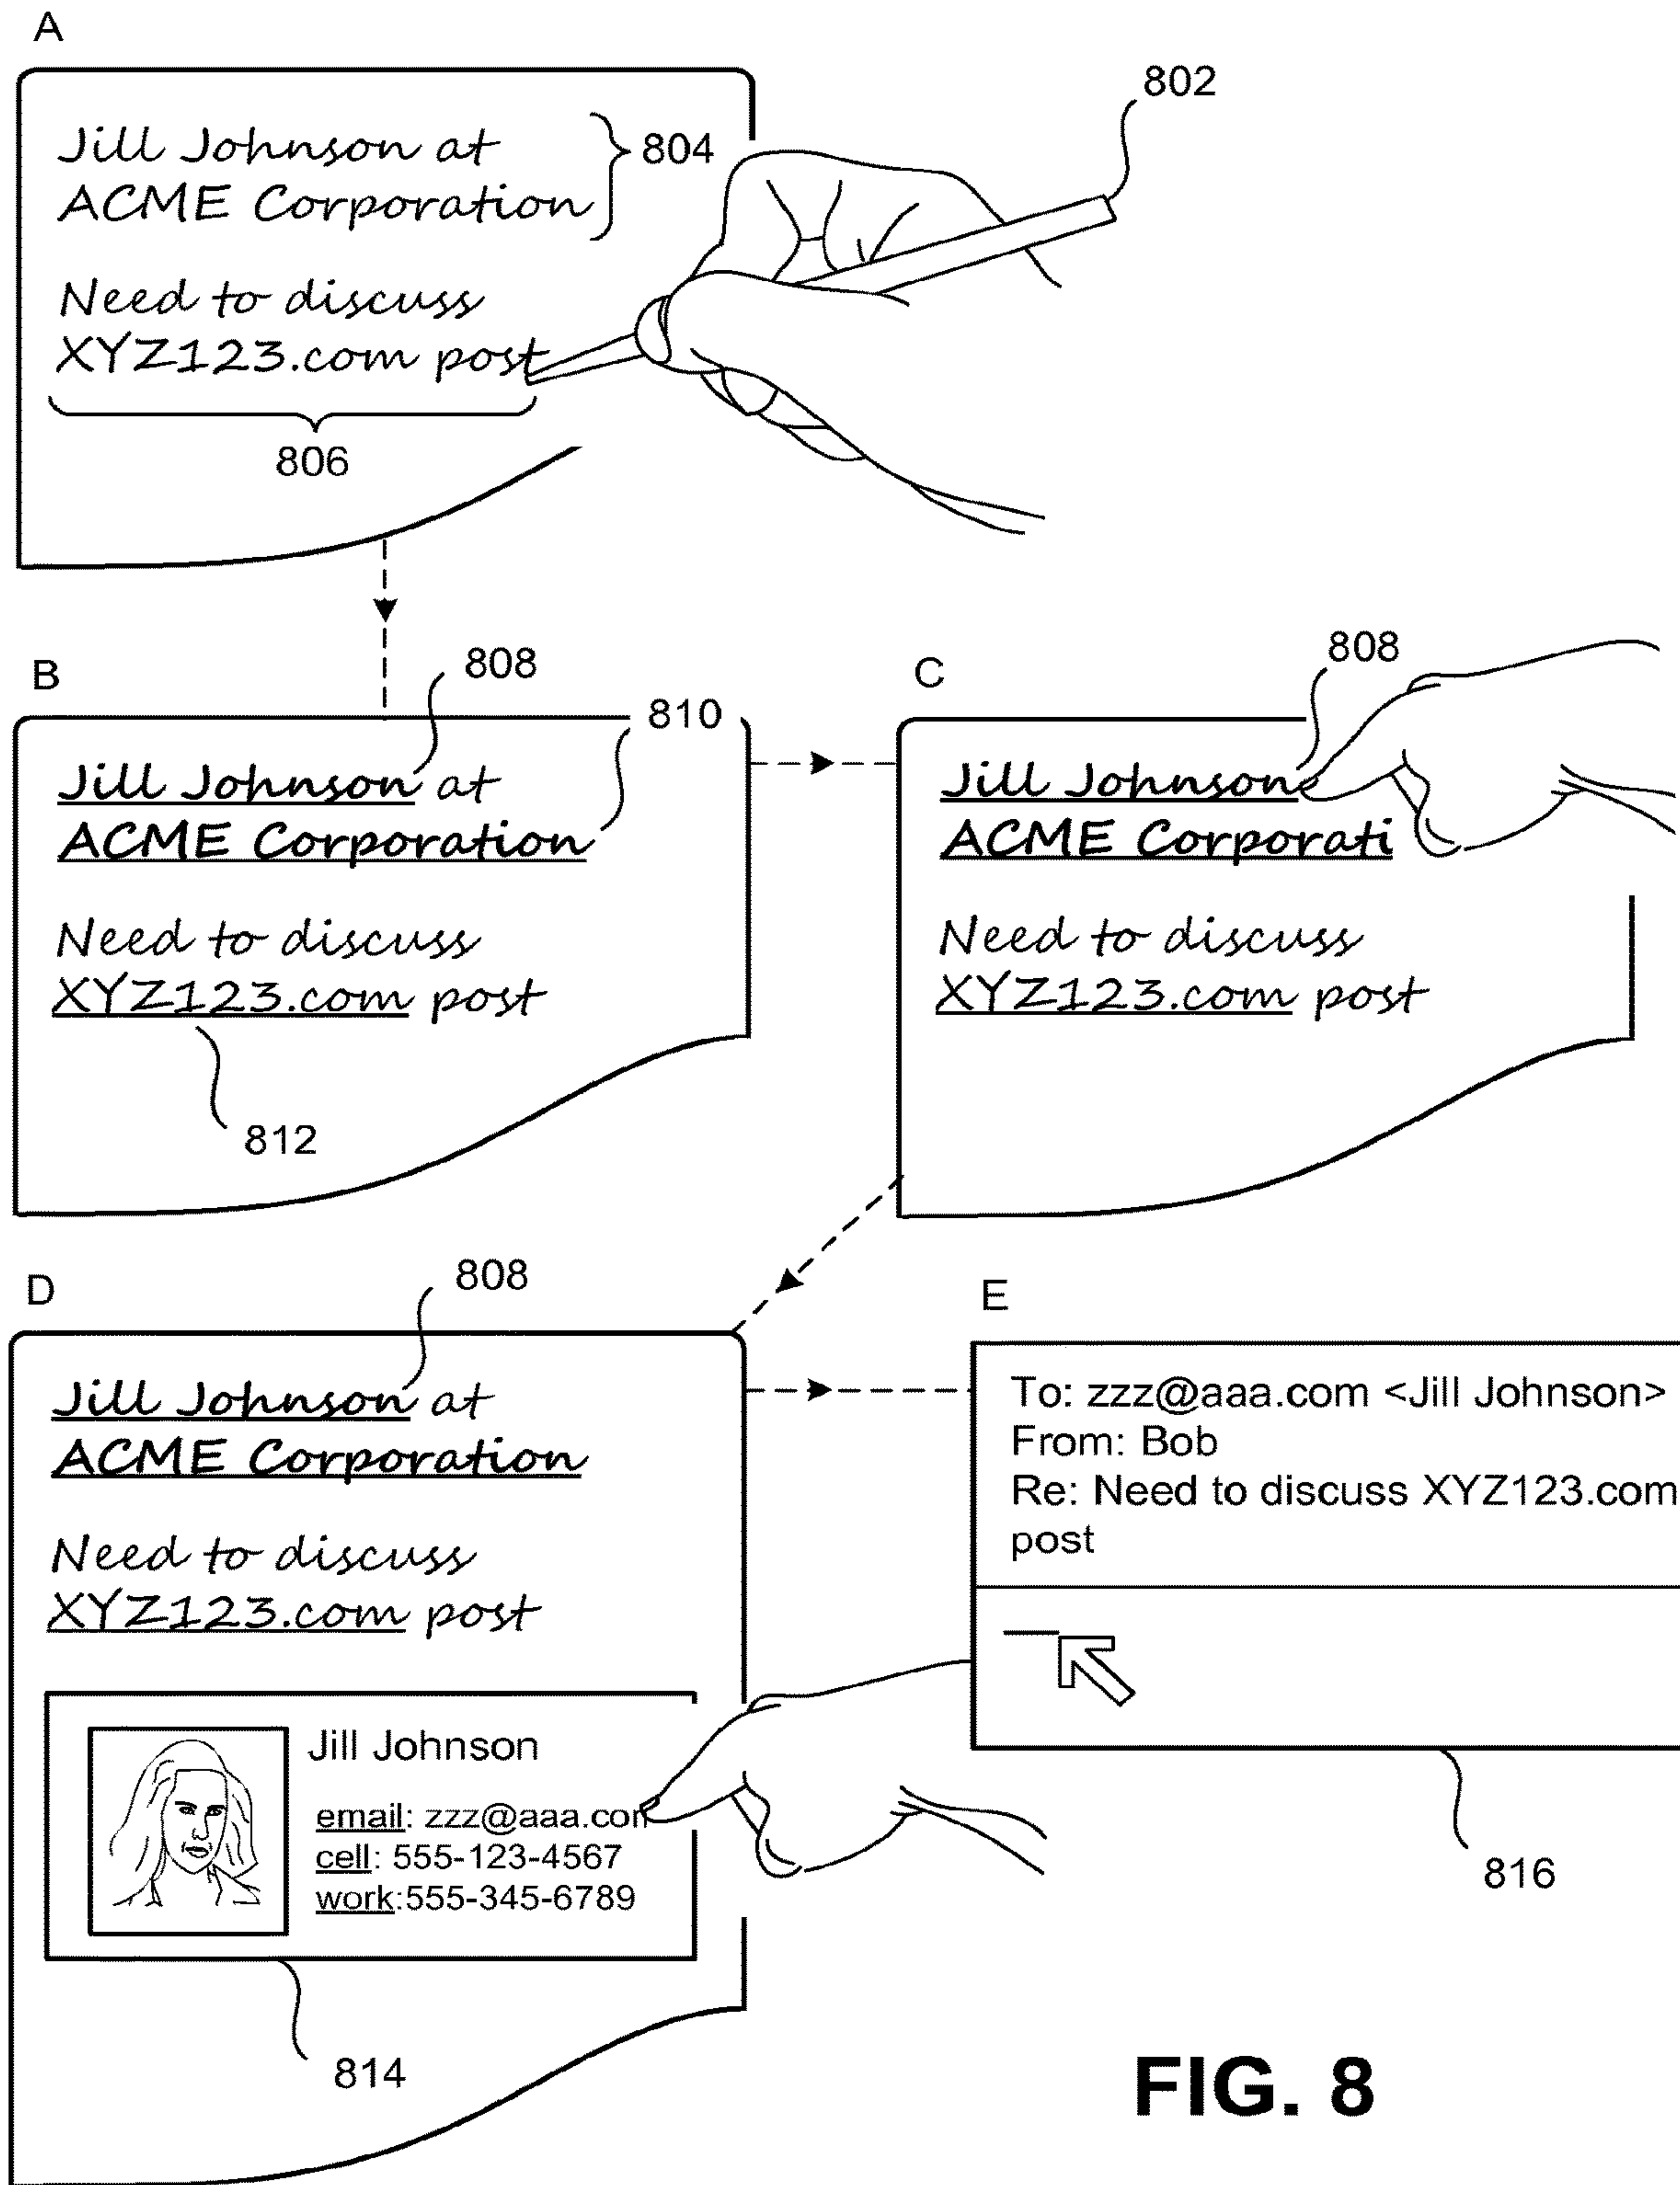 A
802
Jill Johnson at
804
ACME Corporation
Need to discuss
XYZ123.com post
806
B
808
810
Jill Johnson at
ACME Corporation
Need to discuss
XYZ123.com post
812
C
808
Jill Johnson
ACME Corporati
Need to discuss
XYZ123.com post
D
808
Jill Johnson at
ACME Corporation
Need to discuss
XYZ123.com post
Jill Johnson
email: zzz@aaa.com
cell: 555-123-4567
work:555-345-6789
814
E
To: zzz@aaa.com <Jill Johnson>
From: Bob
Re: Need to discuss XYZ123.com
post
816
FIG. 8